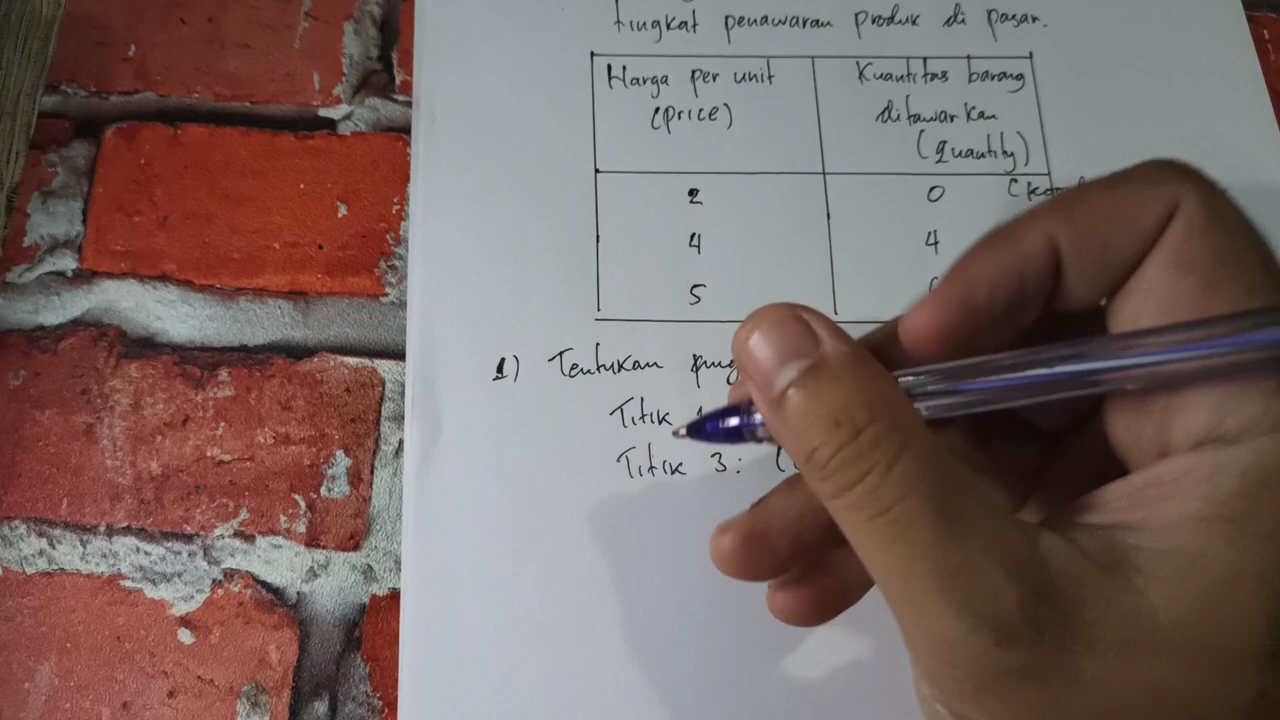 tingkat penawaran produk di pasar.
Harga per unit
(price)
Kuantitas barang
ditawarkan
(quantity)
2
0
4
4
5
1) Tentukan
Titik
Titik 3: (